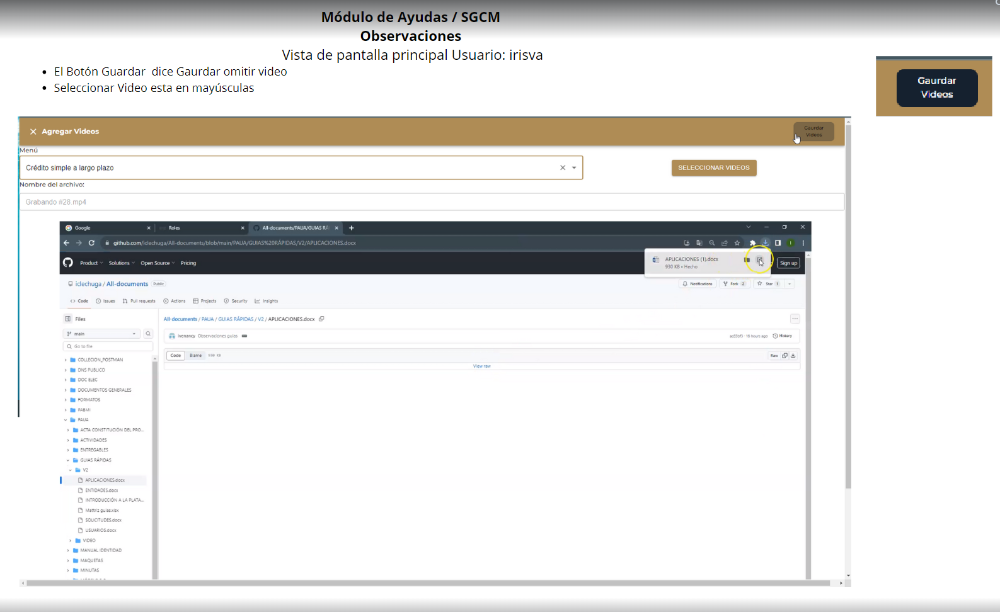 Módulo de Ayudas / SGCM
Observaciones
Vista de pantalla principal Usuario: irisva
• El Botón Guardar  dice Gaurdar omitir video
• Seleccionar Video esta en mayúsculas
Gaurdar
Videos
Agregar Videos
Gaurdar
Videos
Menú
Crédito simple a largo plazo
SELECCIONAR VIDEOS
Nombre del archivo:
Grabando #28.mp4
Google
Roles
All-documents/PAUA/GUIAS RÁ
github.com/iclechuga/All-documents/blob/main/PAUA/GUIAS%20RÁPIDAS/V2/APLICACIONES.docx
Product
Solutions
Open Source
Pricing
APLICACIONES (1).docx
930 KB • Hecho
Sign up
iclechuga / All-documents
Public
Notifications
Fork 2
Star 1
Code
Issues
Pull requests
Actions
Projects
Security
Insights
Files
All-documents / PAUA / GUIAS RÁPIDAS / V2 / APLICACIONES.docx
main
ivenancy Observaciones guias
16 hours ago
History
Go to file
Code
Blame
930 KB
Raw
View raw
COLLECION_POSTMAN
DNS PUBLICO
DOC ELEC
DOCUMENTOS GENERALES
FORMATOS
PABMI
PAUA
ACTA CONSTITUCIÓN DEL PRO...
ACTIVIDADES
ENTREGABLES
GUIAS RÁPIDAS
V2
APLICACIONES.docx
ENTIDADES.docx
INTRODUCCIÓN A LA PLATA...
Mattriz guias.xlsx
SOLICITUDES.docx
USUARIOS.docx
VIDEO
MANUAL IDENTIDAD
MAQUETAS
MINUTAS